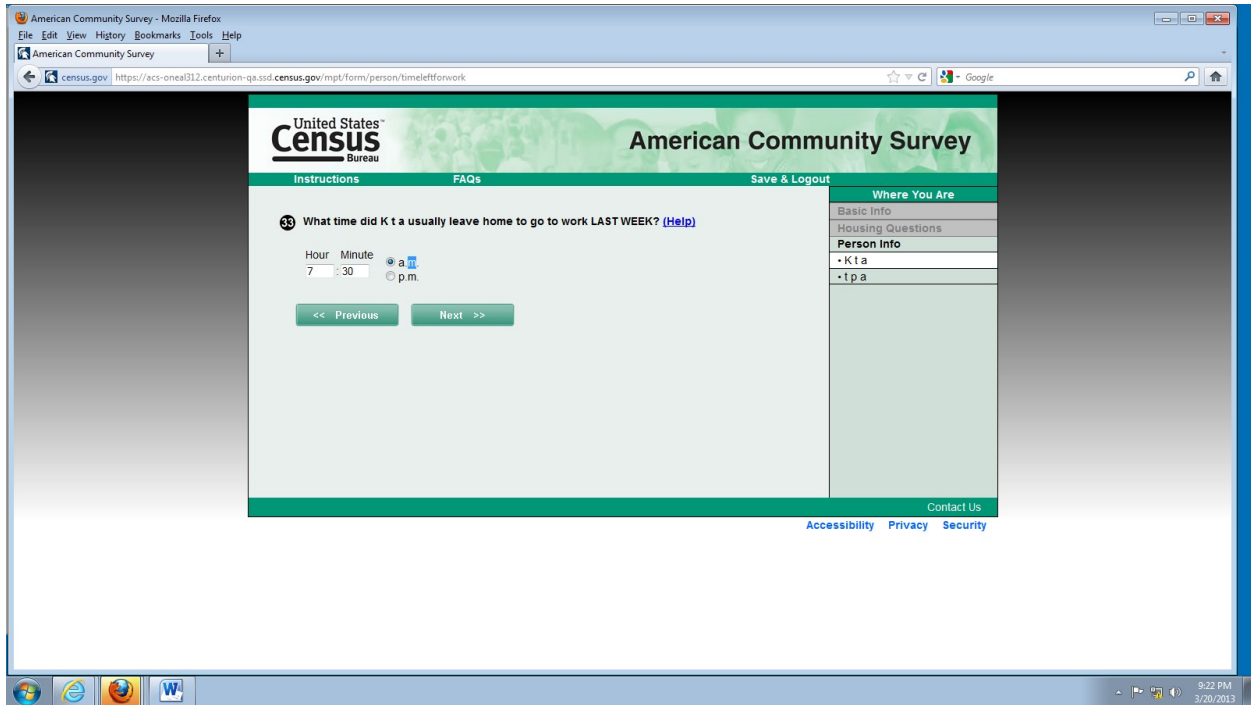 American Community Survey - Mozilla Firefox
File Edit View History Bookmarks Tools Help
American Community Survey +
census.gov https://acs-oneal312.centurion-qa.ssd.census.gov/mpt/form/person/timeleftforwork Google
United States™
Census
Bureau
American Community Survey
Instructions FAQs Save & Logout
Where You Are
Basic Info
Housing Questions
Person Info
• K t a
• t p a
33 What time did K t a usually leave home to go to work LAST WEEK? (Help)
Hour Minute
7 : 30 a.m.
p.m.
<< Previous Next >>
Contact Us
Accessibility Privacy Security
W
9:22 PM
3/20/2013